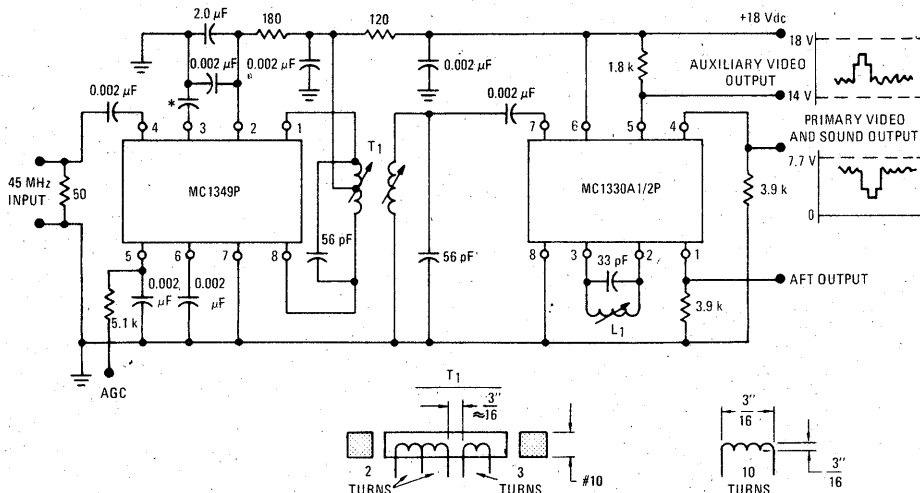 2.0 µF
180
120
+18 Vdc
0.002 µF
0.002 µF
0.002 µF
0.002 µF
0.002 µF
1.8 k
AUXILIARY VIDEO
OUTPUT
18 V
14 V
*
4
3
2
1
T1
7
6
5
4
PRIMARY VIDEO
AND SOUND OUTPUT
7.7 V
0
45 MHz
INPUT
50
MC1349P
MC1330A1/2P
3.9 k
56 pF
56 pF
5
6
7
8
8
3
33 pF
2
1
0.002
µF
0.002
µF
5.1 k
L1
3.9 k
AFT OUTPUT
AGC
T1
≈ 3"
16
3"
16
2
TURNS
3
TURNS
#10
10
TURNS
3"
16